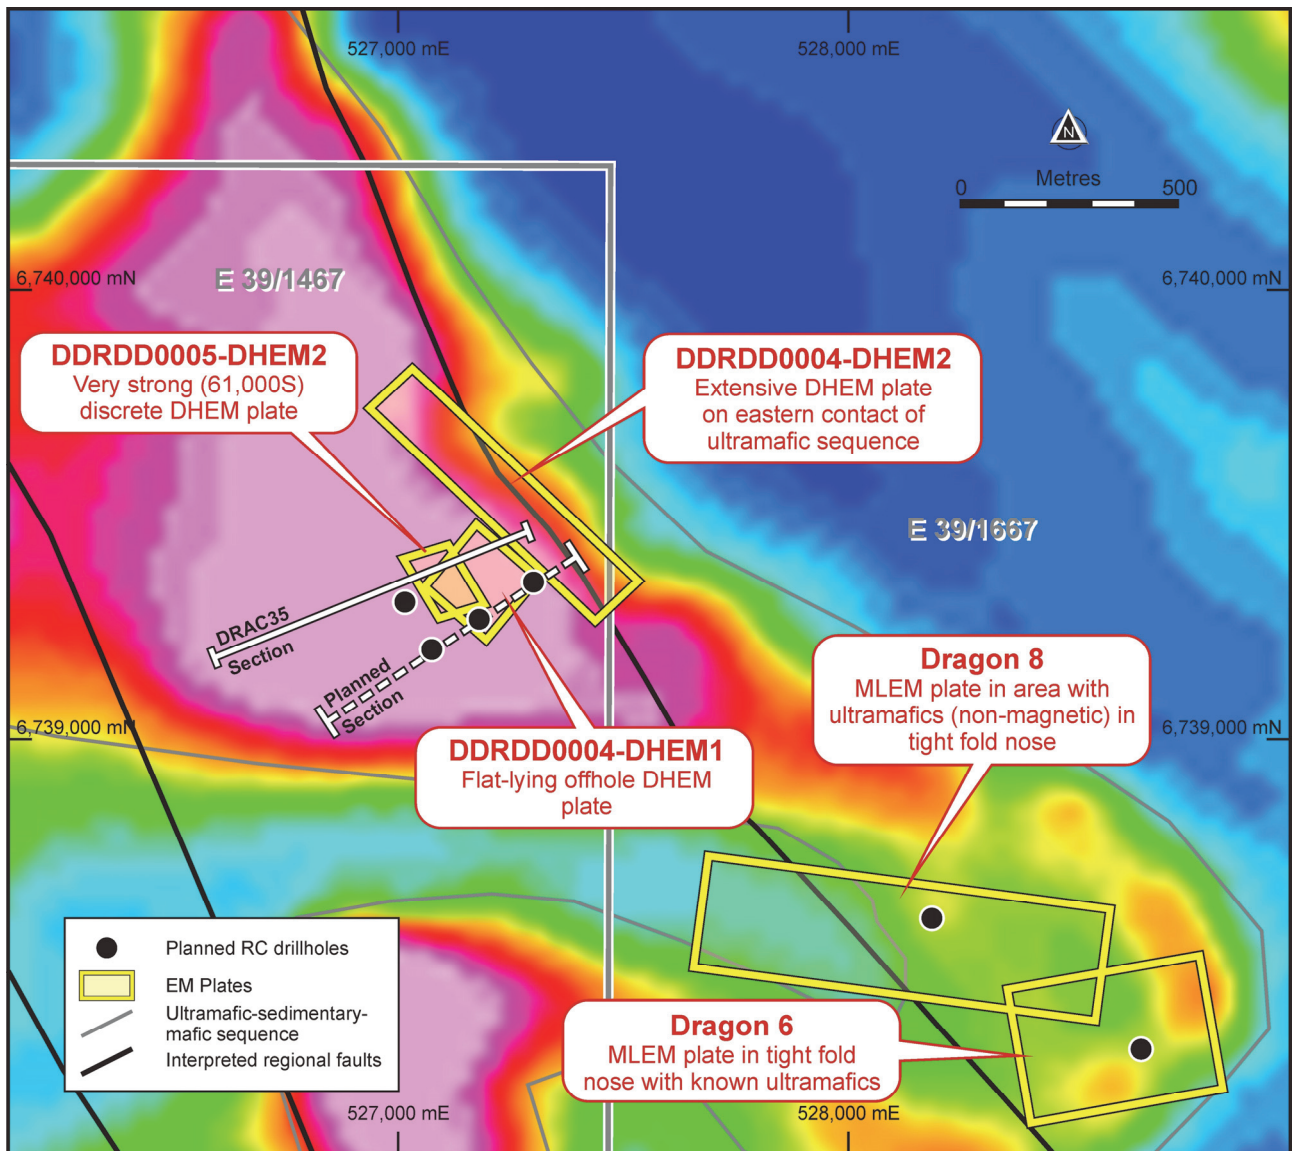 527,000 mE
528,000 mE
N
Metres
0
500
6,740,000 mN
E 39/1467
6,740,000 mN
DDRDD0005-DHEM2
Very strong (61,000S)
discrete DHEM plate
DDRDD0004-DHEM2
Extensive DHEM plate
on eastern contact of
ultramafic sequence
E 39/1667
DRAC35
Section
Planned
Section
Dragon 8
MLEM plate in area with
ultramafics (non-magnetic) in
tight fold nose
6,739,000 mN
6,739,000 mN
DDRDD0004-DHEM1
Flat-lying offhole DHEM
plate
Planned RC drillholes
EM Plates
Ultramafic-sedimentary-
mafic sequence
Interpreted regional faults
Dragon 6
MLEM plate in tight fold
nose with known ultramafics
527,000 mE
528,000 mE